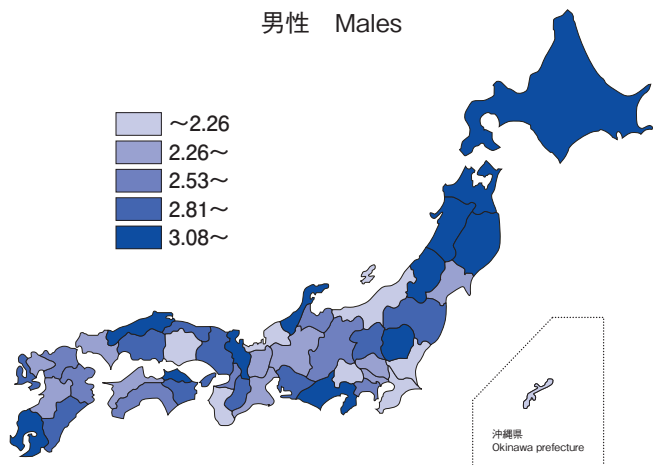 男性 Males
～2.26
2.26～
2.53～
2.81～
3.08～
沖縄県
Okinawa prefecture